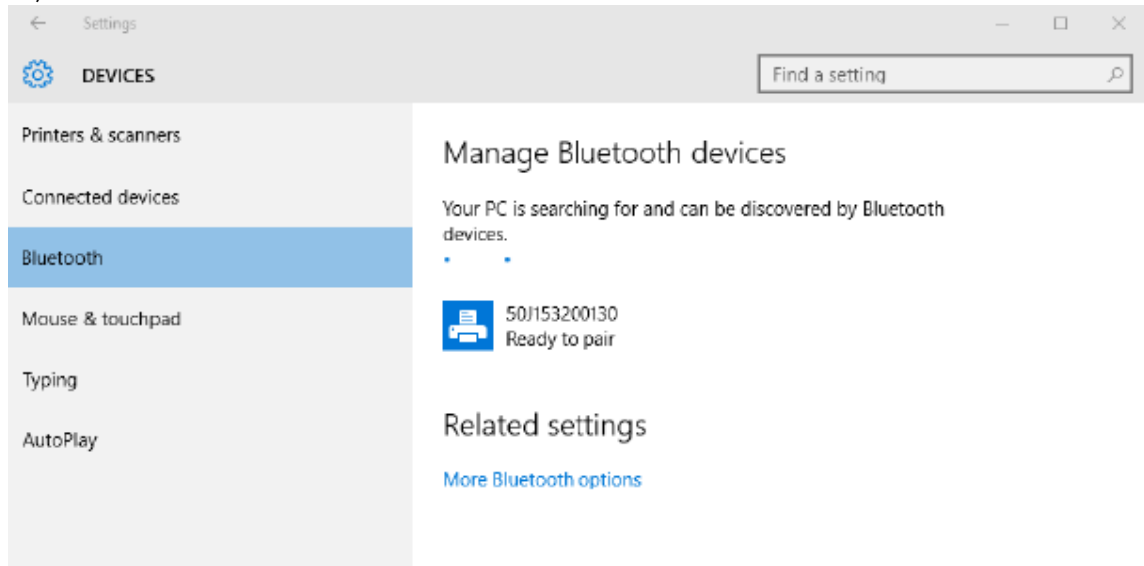 Settings
DEVICES
Find a setting
Printers & scanners
Connected devices
Bluetooth
Mouse & touchpad
Typing
AutoPlay
Manage Bluetooth devices
Your PC is searching for and can be discovered by Bluetooth
devices.
50J153200130
Ready to pair
Related settings
More Bluetooth options